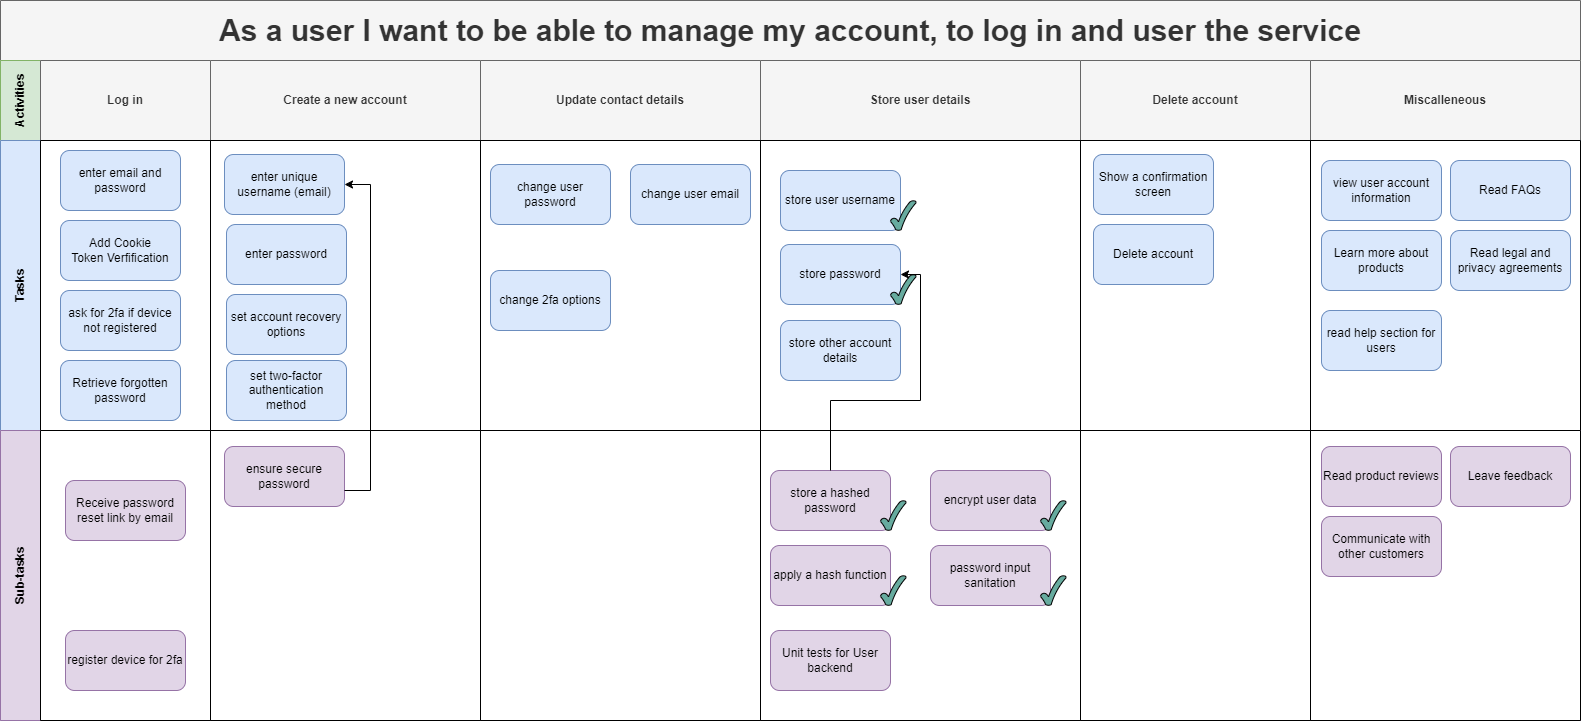 As a user I want to be able to manage my account, to log in and user the service
Activities
Log in
Create a new account
Update contact details
Store user details
Delete account
Miscalleneous
Tasks
enter email and
password
Add Cookie
Token Verfification
ask for 2fa if device
not registered
Retrieve forgotten
password
enter unique
username (email)
enter password
set account recovery
options
set two-factor
authentication
method
change user
password
change user email
change 2fa options
store user username
store password
store other account
details
Show a confirmation
screen
Delete account
view user account
information
Read FAQs
Learn more about
products
Read legal and
privacy agreements
read help section for
users
Sub-tasks
Receive password
reset link by email
register device for 2fa
ensure secure
password
store a hashed
password
encrypt user data
apply a hash function
password input
sanitation
Unit tests for User
backend
Read product reviews
Leave feedback
Communicate with
other customers